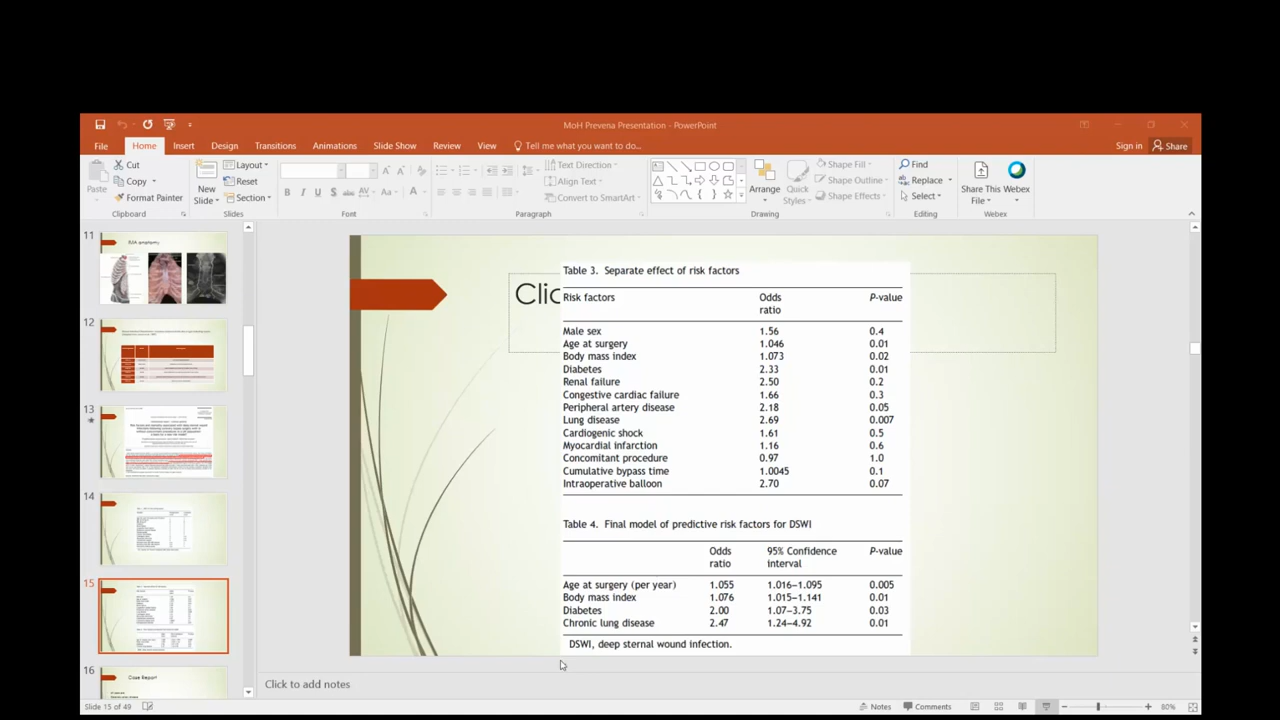 MoH Prevena Presentation - PowerPoint
File Home Insert Design Transitions Animations Slide Show Review View Tell me what you want to do... Sign in Share
Paste
Cut
Copy
Format Painter
Clipboard
New
Slide
Layout
Reset
Section
Slides
Font
Text Direction
Align Text
Convert to SmartArt
Paragraph
Arrange
Quick
Styles
Shape Fill
Shape Outline
Shape Effects
Drawing
Find
Replace
Select
Editing
Share This
File
Webex
Webex
11
IMA anatomy
12
13
14
15
16
Case Report
Clic
Table 3. Separate effect of risk factors
Risk factors Odds ratio P-value
Male sex 1.56 0.4
Age at surgery 1.046 0.01
Body mass index 1.073 0.02
Diabetes 2.33 0.01
Renal failure 2.50 0.2
Congestive cardiac failure 1.66 0.3
Peripheral artery disease 2.18 0.05
Lung disease 2.69 0.007
Cardiogenic shock 1.61 0.5
Myocardial infarction 1.16 0.6
Concomitant procedure 0.97 1.0
Cumulative bypass time 1.0045 0.1
Intraoperative balloon 2.70 0.07
Table 4. Final model of predictive risk factors for DSWI
Odds ratio 95% Confidence interval P-value
Age at surgery (per year) 1.055 1.016–1.095 0.005
Body mass index 1.076 1.015–1.141 0.01
Diabetes 2.00 1.07–3.75 0.03
Chronic lung disease 2.47 1.24–4.92 0.01
DSWI, deep sternal wound infection.
Click to add notes
Slide 15 of 49 Notes Comments 80%